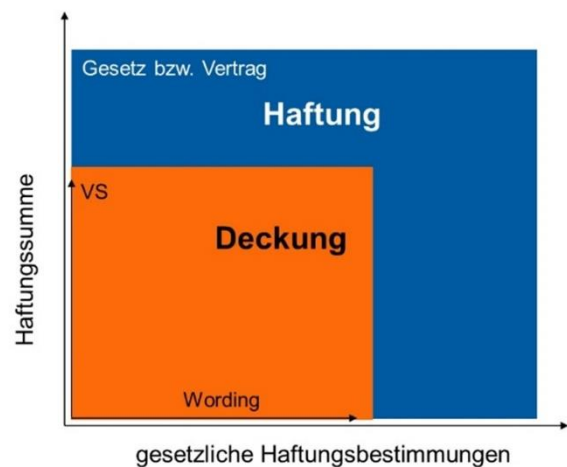 Gesetz bzw. Vertrag
Haftung
VS
Deckung
Haftungssumme
Wording
gesetzliche Haftungsbestimmungen